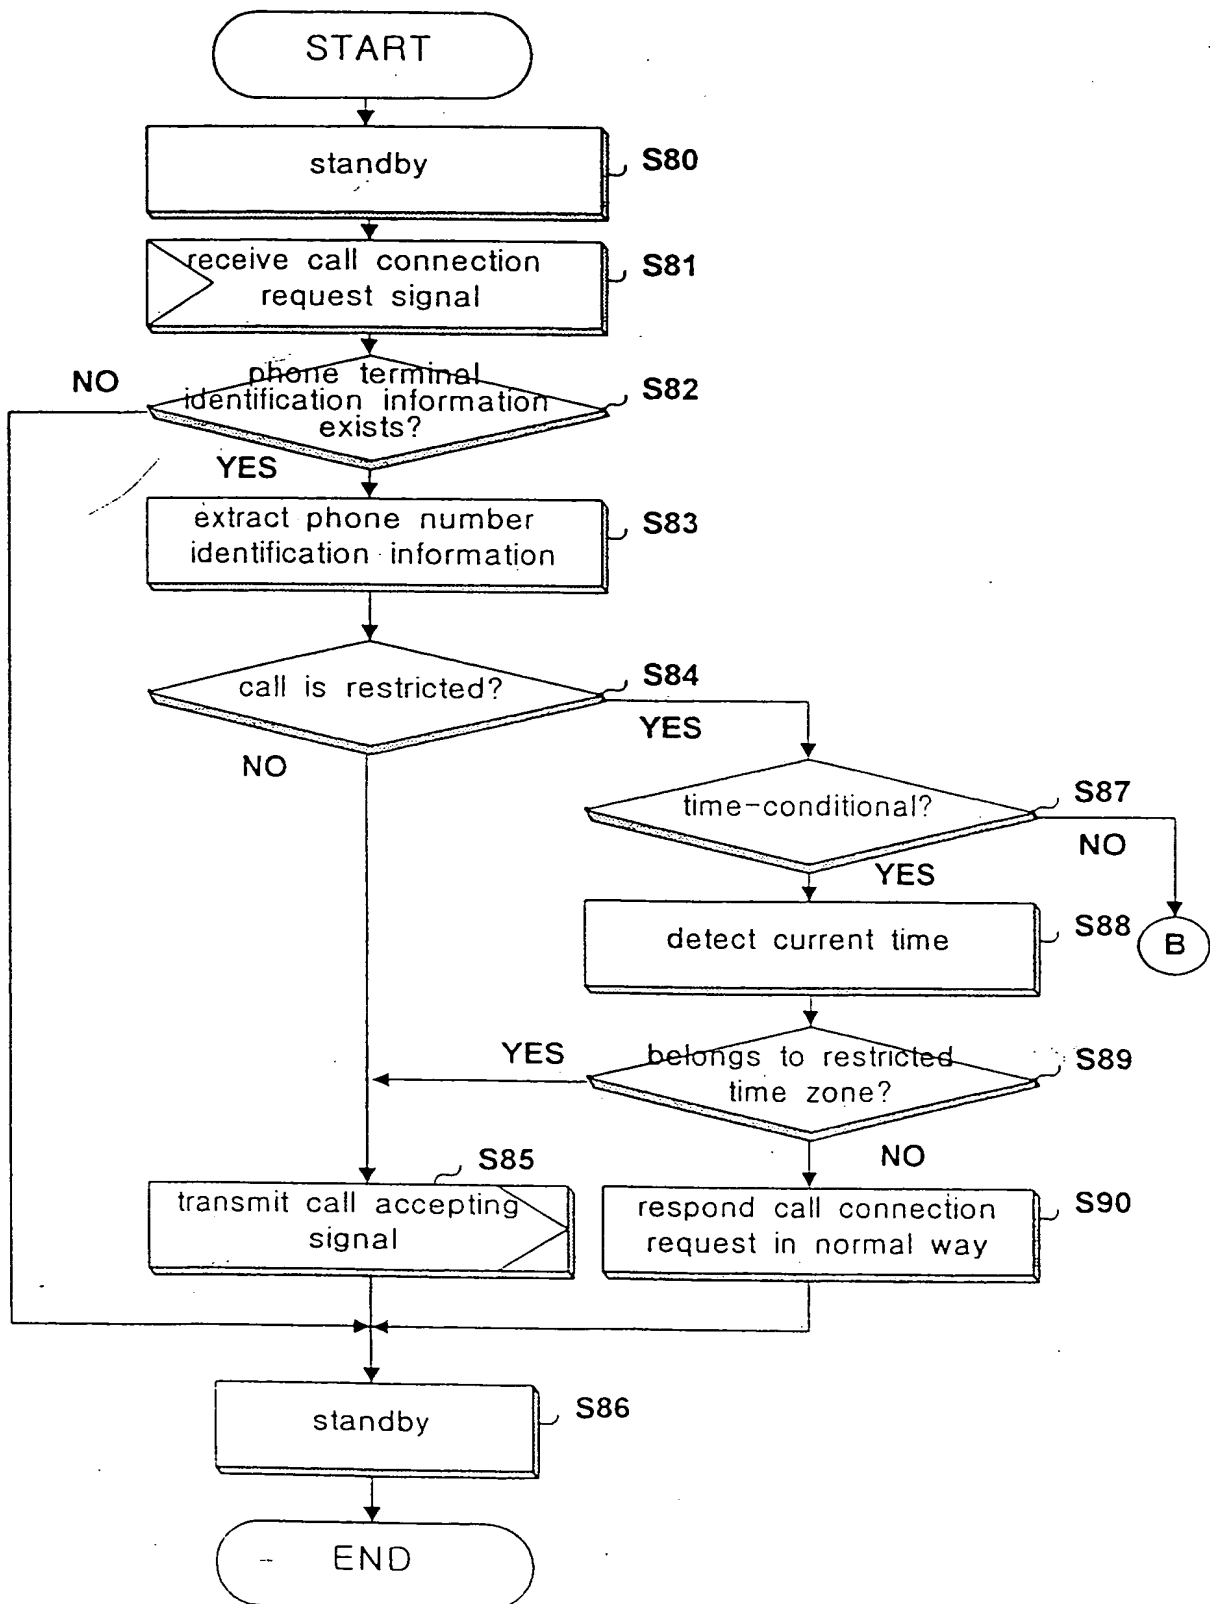 START
standby
S80
receive call connection
request signal
S81
NO
phone terminal
identification information
exists?
S82
YES
extract phone number
identification information
S83
call is restricted?
S84
YES
NO
time-conditional?
S87
NO
YES
detect current time
S88
B
YES
belongs to restricted
time zone?
S89
NO
S85
transmit call accepting
signal
respond call connection
request in normal way
S90
standby
S86
END